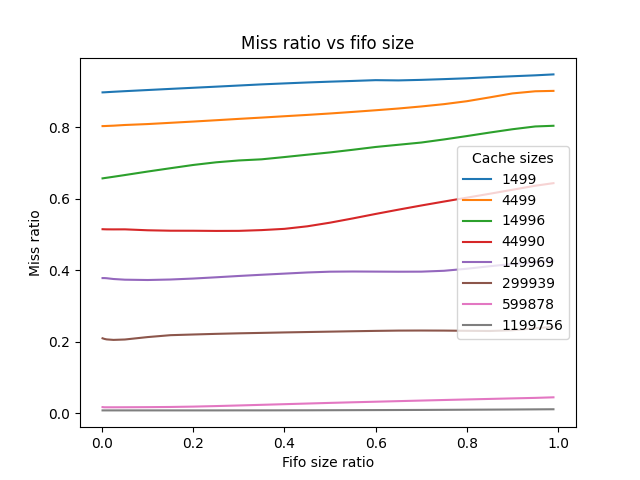 Miss ratio vs fifo size
Miss ratio
0.8
0.6
0.4
0.2
0.0
Cache sizes
1499
4499
14996
44990
149969
299939
599878
1199756
0.0 0.2 0.4 0.6 0.8 1.0
Fifo size ratio